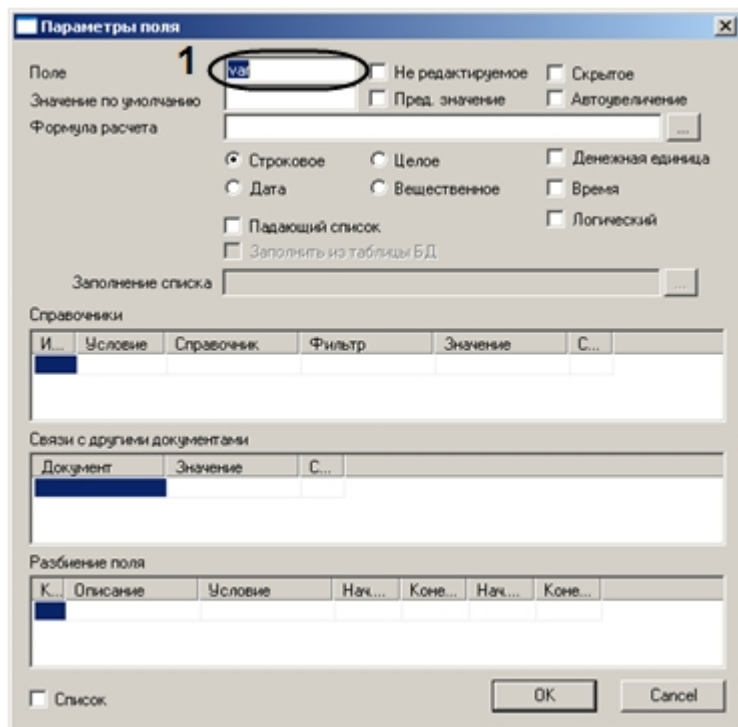 Параметры поля
1
Поле var Не редактируемое Скрытое
Значение по умолчанию Пред. значение Автоувеличение
Формула расчета ...
Строковое Целое Денежная единица
Дата Вещественное Время
Падающий список Логический
Заполнить из таблицы БД
Заполнение списка ...
Справочники
И... Условие Справочник Фильтр Значение С...
Связи с другими документами
Документ Значение С...
Разбиение поля
К... Описание Условие Нач.... Коне... Нач.... Коне...
Список OK Cancel